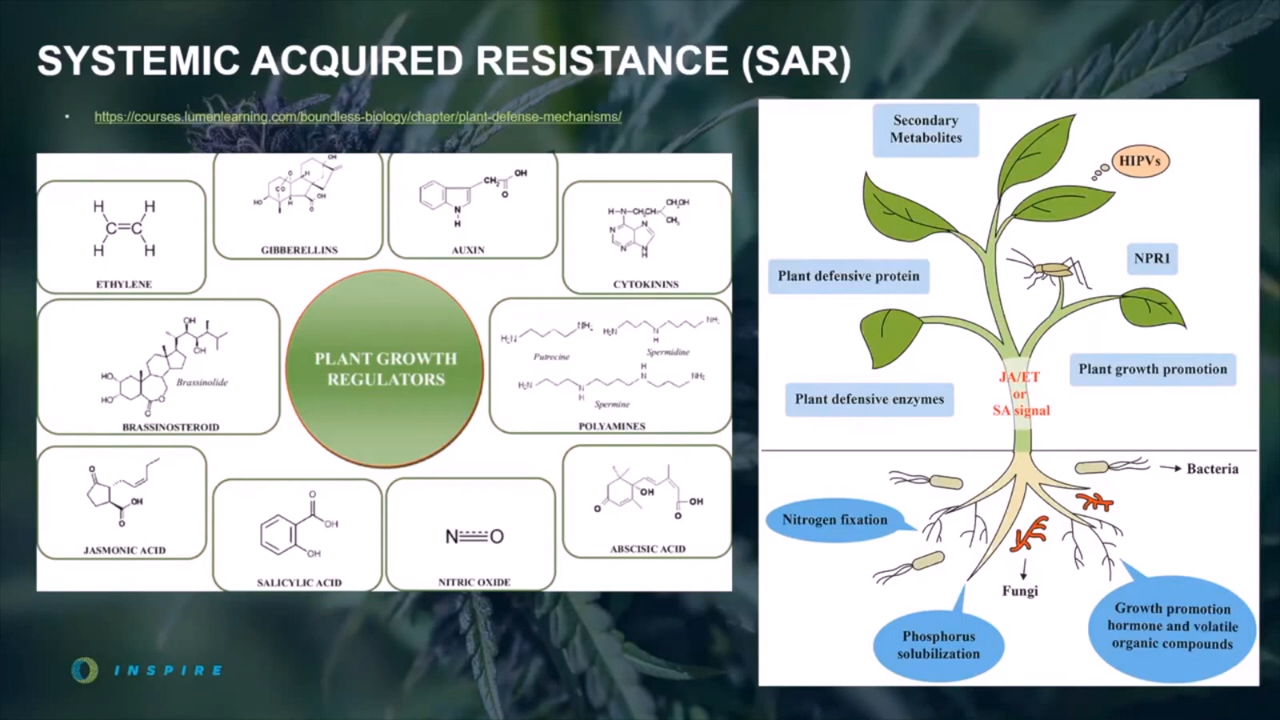 SYSTEMIC ACQUIRED RESISTANCE (SAR)
• https://courses.lumenlearning.com/boundless-biology/chapter/plant-defense-mechanisms/
H H
C=C
H H
ETHYLENE
GIBBERELLINS
AUXIN
CYTOKININS
Brassinolide
BRASSINOSTEROID
PLANT GROWTH
REGULATORS
Putrecine
Spermidine
Spermine
POLYAMINES
JASMONIC ACID
SALICYLIC ACID
N O
NITRIC OXIDE
ABSCISIC ACID
Secondary
Metabolites
HIPVs
NPR1
Plant defensive protein
Plant growth promotion
Plant defensive enzymes
JA/ET
or
SA signal
Bacteria
Nitrogen fixation
Fungi
Phosphorus
solubilization
Growth promotion
hormone and volatile
organic compounds
INSPIRE